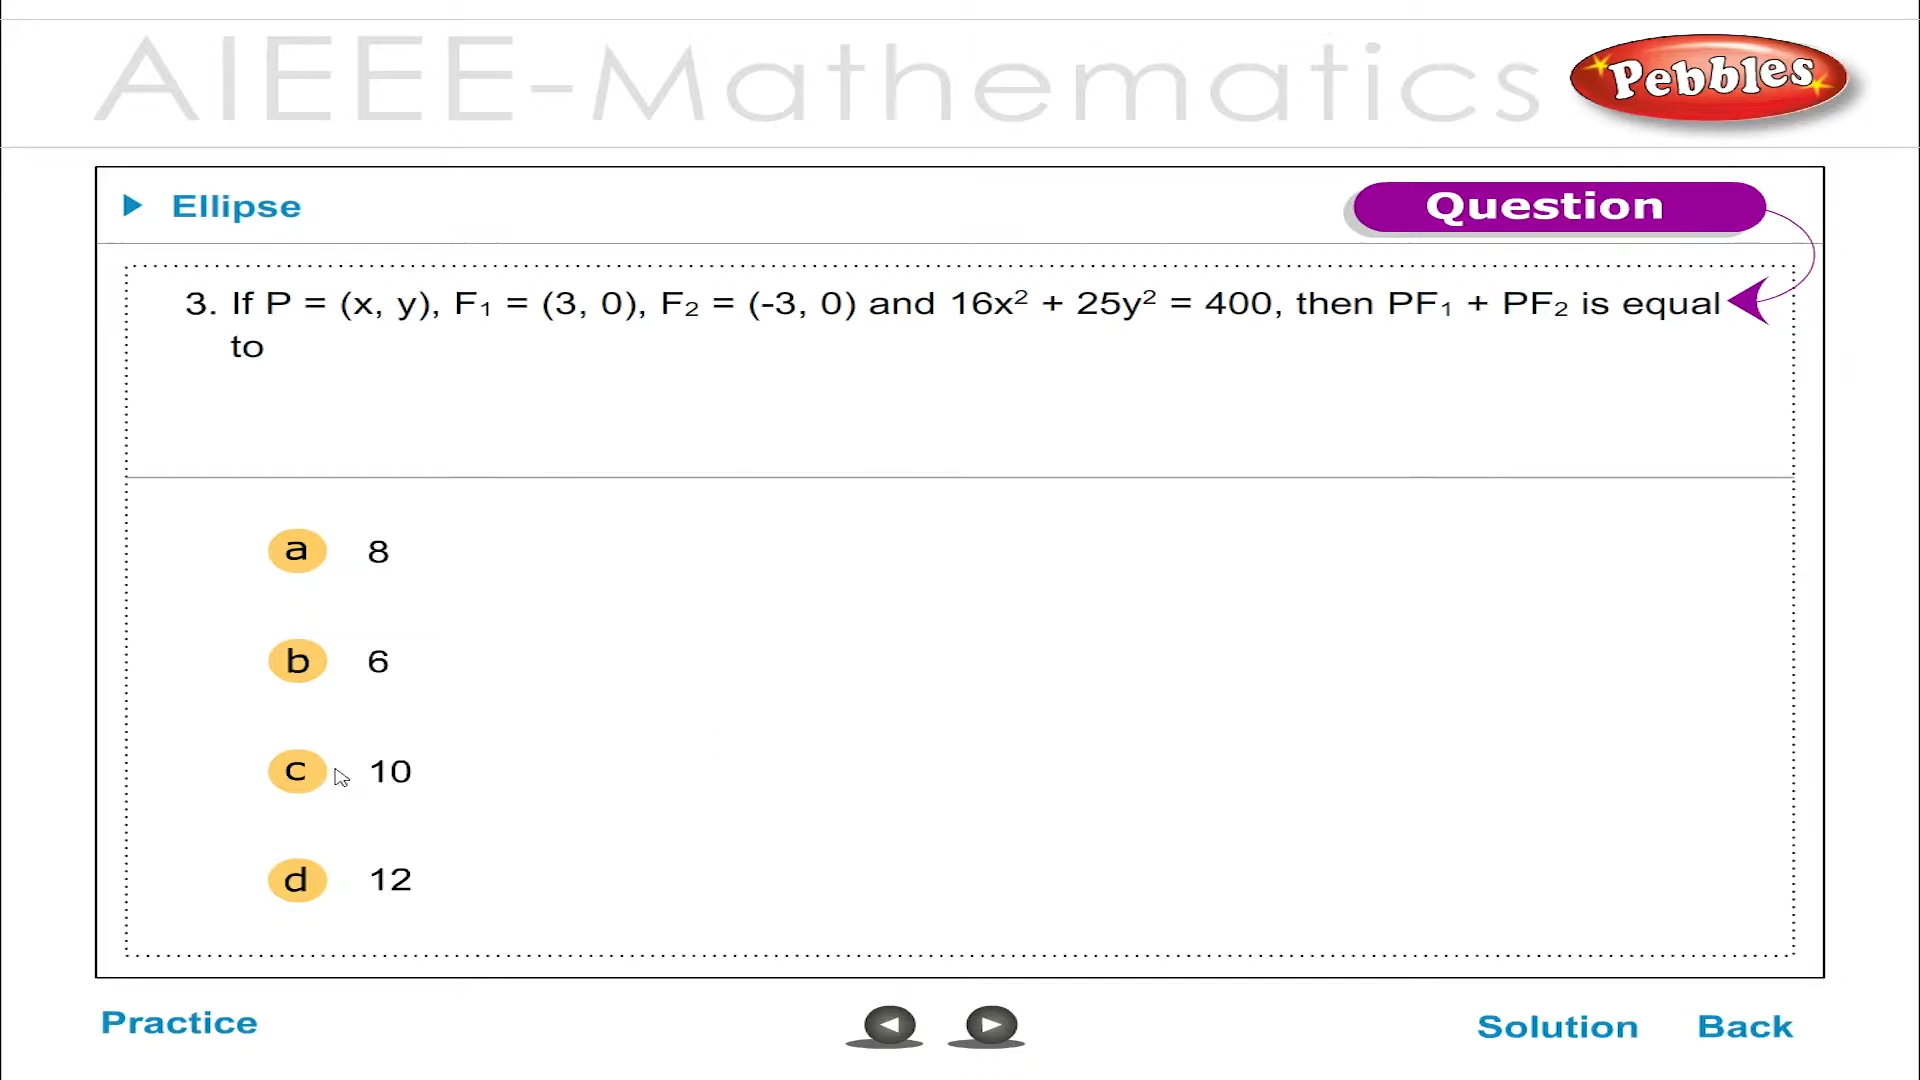 AIEEE-Mathematics
Pebbles
Ellipse
Question
3. If P = (x, y), F₁ = (3, 0), F₂ = (-3, 0) and 16x² + 25y² = 400, then PF₁ + PF₂ is equal
to
a 8
b 6
c 10
d 12
Practice
Solution
Back